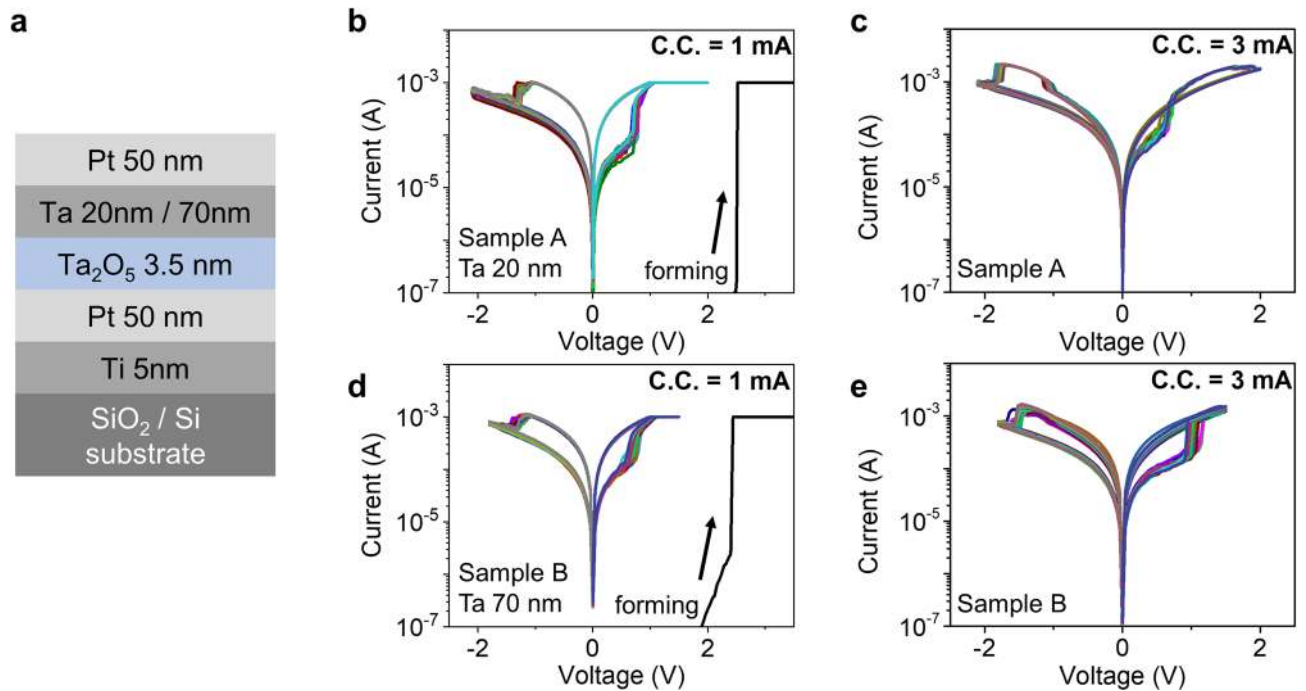 a
Pt 50 nm
Ta 20nm / 70nm
Ta₂O₅ 3.5 nm
Pt 50 nm
Ti 5nm
SiO₂ / Si
substrate
b
C.C. = 1 mA
10⁻³
10⁻⁵
10⁻⁷
Current (A)
Sample A
Ta 20 nm
forming
-2
0
2
Voltage (V)
c
C.C. = 3 mA
10⁻³
10⁻⁵
10⁻⁷
Current (A)
Sample A
-2
0
2
Voltage (V)
d
C.C. = 1 mA
10⁻³
10⁻⁵
10⁻⁷
Current (A)
Sample B
Ta 70 nm
forming
-2
0
2
Voltage (V)
e
C.C. = 3 mA
10⁻³
10⁻⁵
10⁻⁷
Current (A)
Sample B
-2
0
2
Voltage (V)